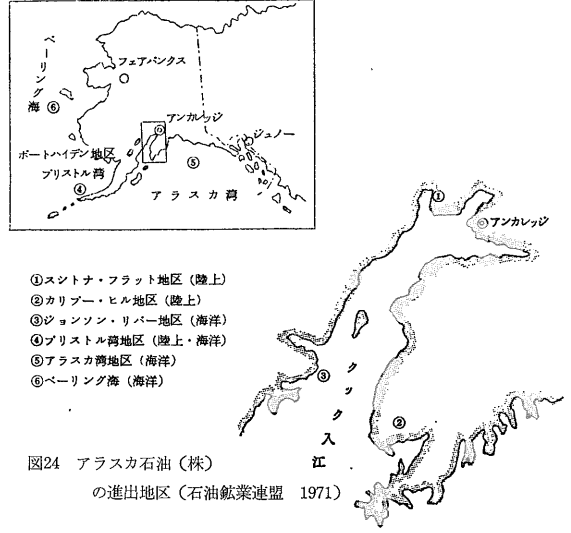 ベーリング海
⑥
フェアバンクス
アンカレッジ
ジュノー
⑤
ポートハイデン地区
ブリストル湾
④
アラスカ湾
①
アンカレッジ
①スシトナ・フラット地区（陸上）
②カリブー・ヒル地区（陸上）
③ジョンソン・リバー地区（海洋）
④ブリストル湾地区（陸上・海洋）
⑤アラスカ湾地区（海洋）
⑥ベーリング海（海洋）
③
クック入江
②
図24 アラスカ石油（株）
の進出地区（石油鉱業連盟 1971）